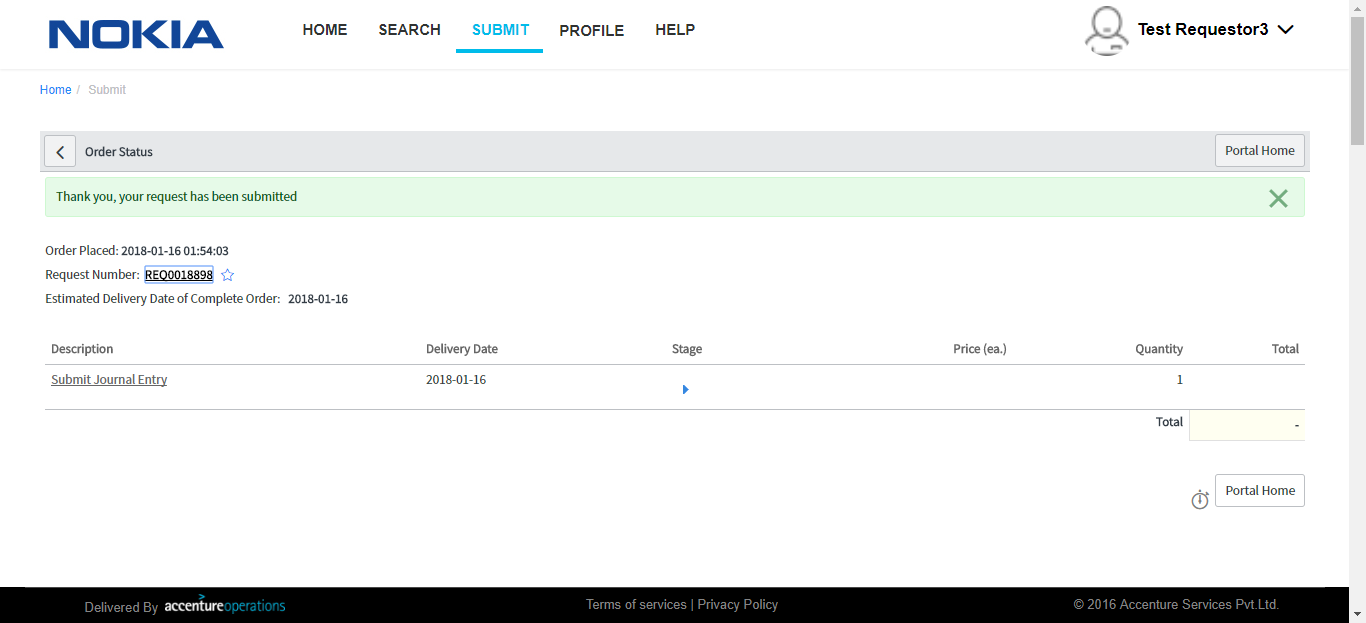 NOKIA HOME SEARCH SUBMIT PROFILE HELP Test Requestor3
Home / Submit
Order Status Portal Home
Thank you, your request has been submitted
Order Placed: 2018-01-16 01:54:03
Request Number: REQ0018898
Estimated Delivery Date of Complete Order: 2018-01-16
Description Delivery Date Stage Price (ea.) Quantity Total
Submit Journal Entry 2018-01-16 1
Total -
Portal Home
Delivered By accentureoperations Terms of services | Privacy Policy © 2016 Accenture Services Pvt.Ltd.